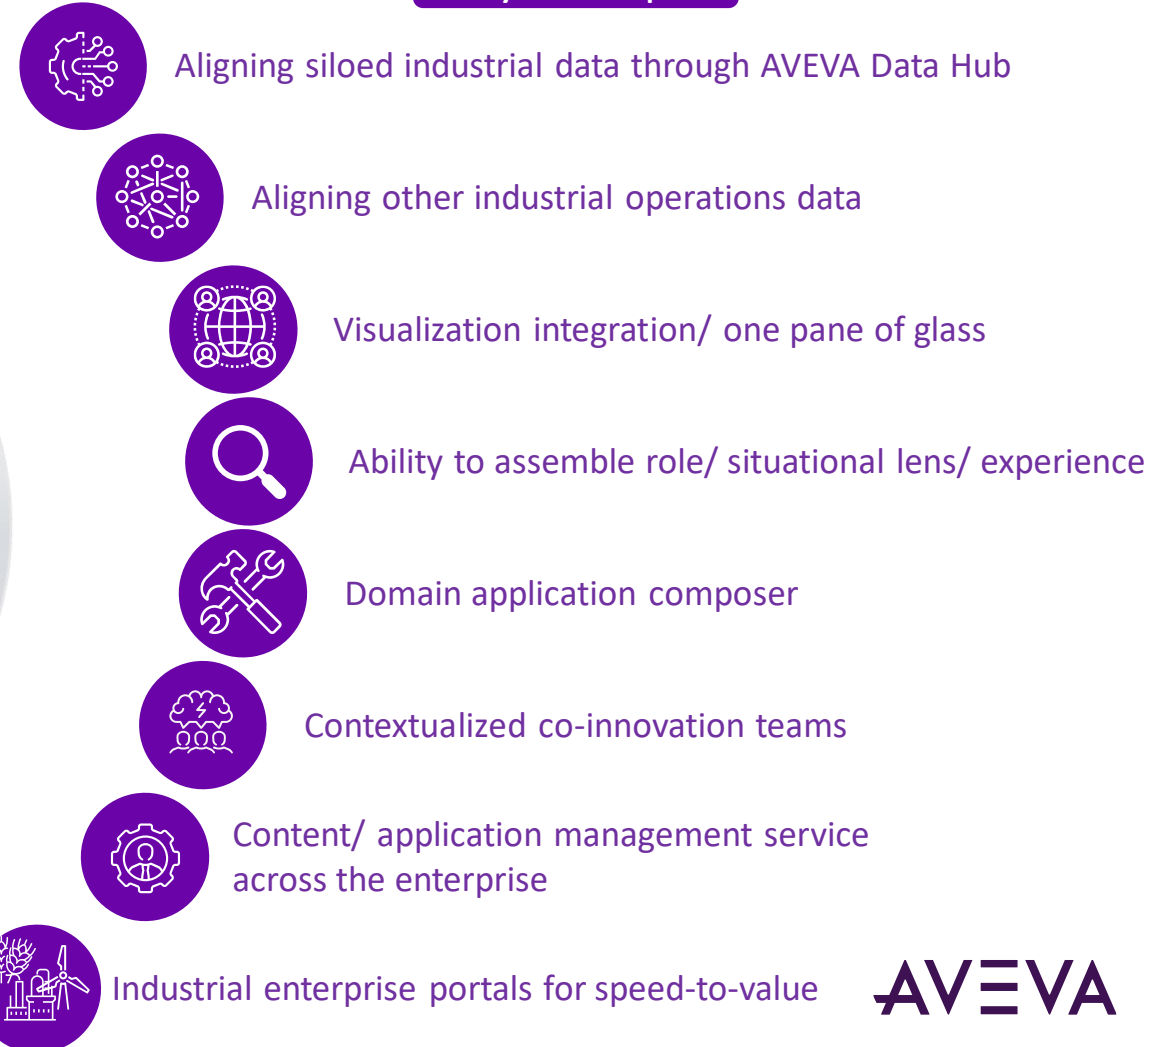 Aligning siloed industrial data through AVEVA Data Hub
Aligning other industrial operations data
Visualization integration/ one pane of glass
Ability to assemble role/ situational lens/ experience
Domain application composer
Contextualized co-innovation teams
Content/ application management service
across the enterprise
Industrial enterprise portals for speed-to-value
AVEVA